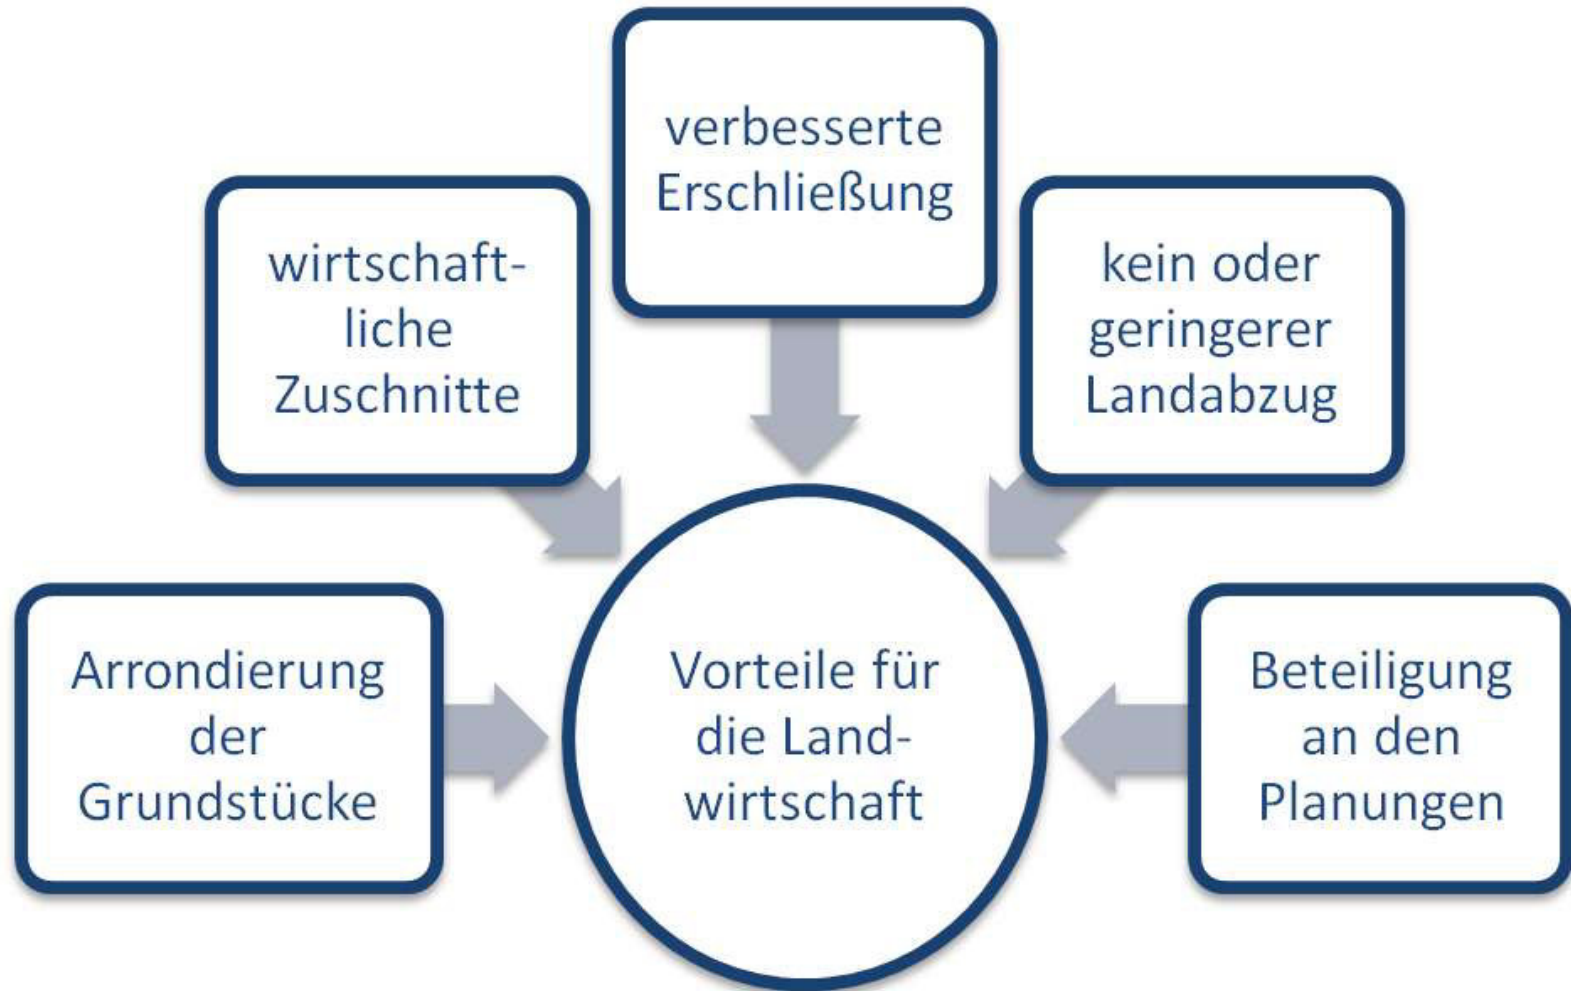 verbesserte
Erschließung
wirtschaft-
liche
Zuschnitte
kein oder
geringerer
Landabzug
Arrondierung
der
Grundstücke
Vorteile für
die Land-
wirtschaft
Beteiligung
an den
Planungen